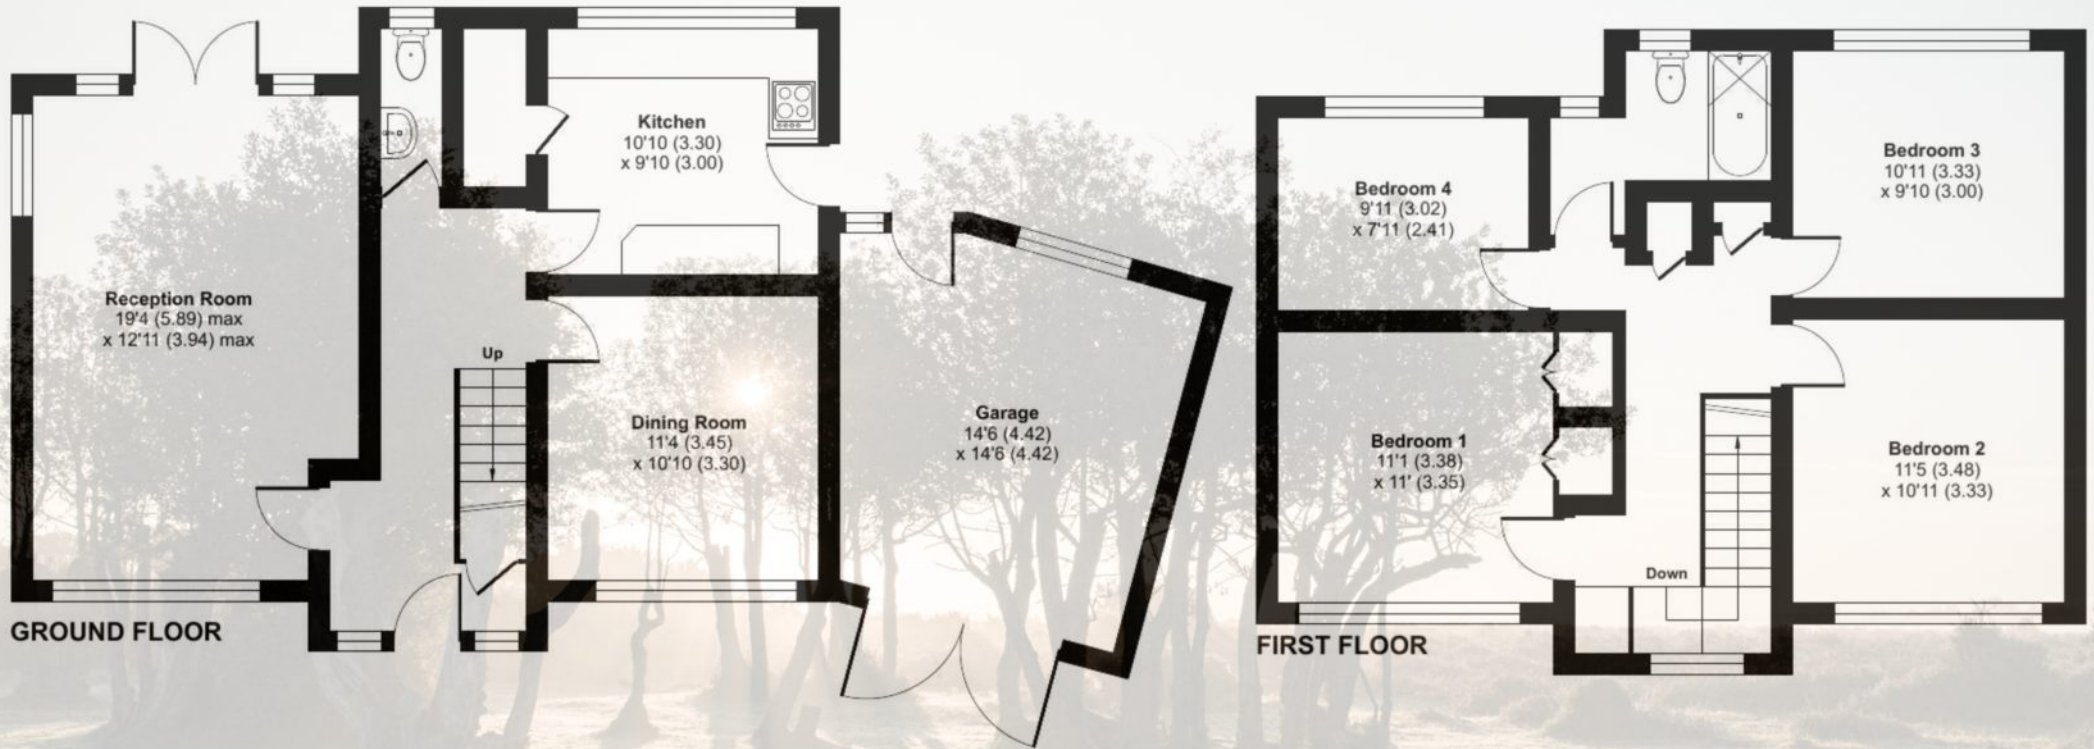 Kitchen
10'10 (3.30)
x 9'10 (3.00)
Reception Room
19'4 (5.89) max
x 12'11 (3.94) max
Up
Dining Room
11'4 (3.45)
x 10'10 (3.30)
Garage
14'6 (4.42)
x 14'6 (4.42)
GROUND FLOOR
Bedroom 3
10'11 (3.33)
x 9'10 (3.00)
Bedroom 4
9'11 (3.02)
x 7'11 (2.41)
Bedroom 1
11'1 (3.38)
x 11' (3.35)
Bedroom 2
11'5 (3.48)
x 10'11 (3.33)
Down
FIRST FLOOR